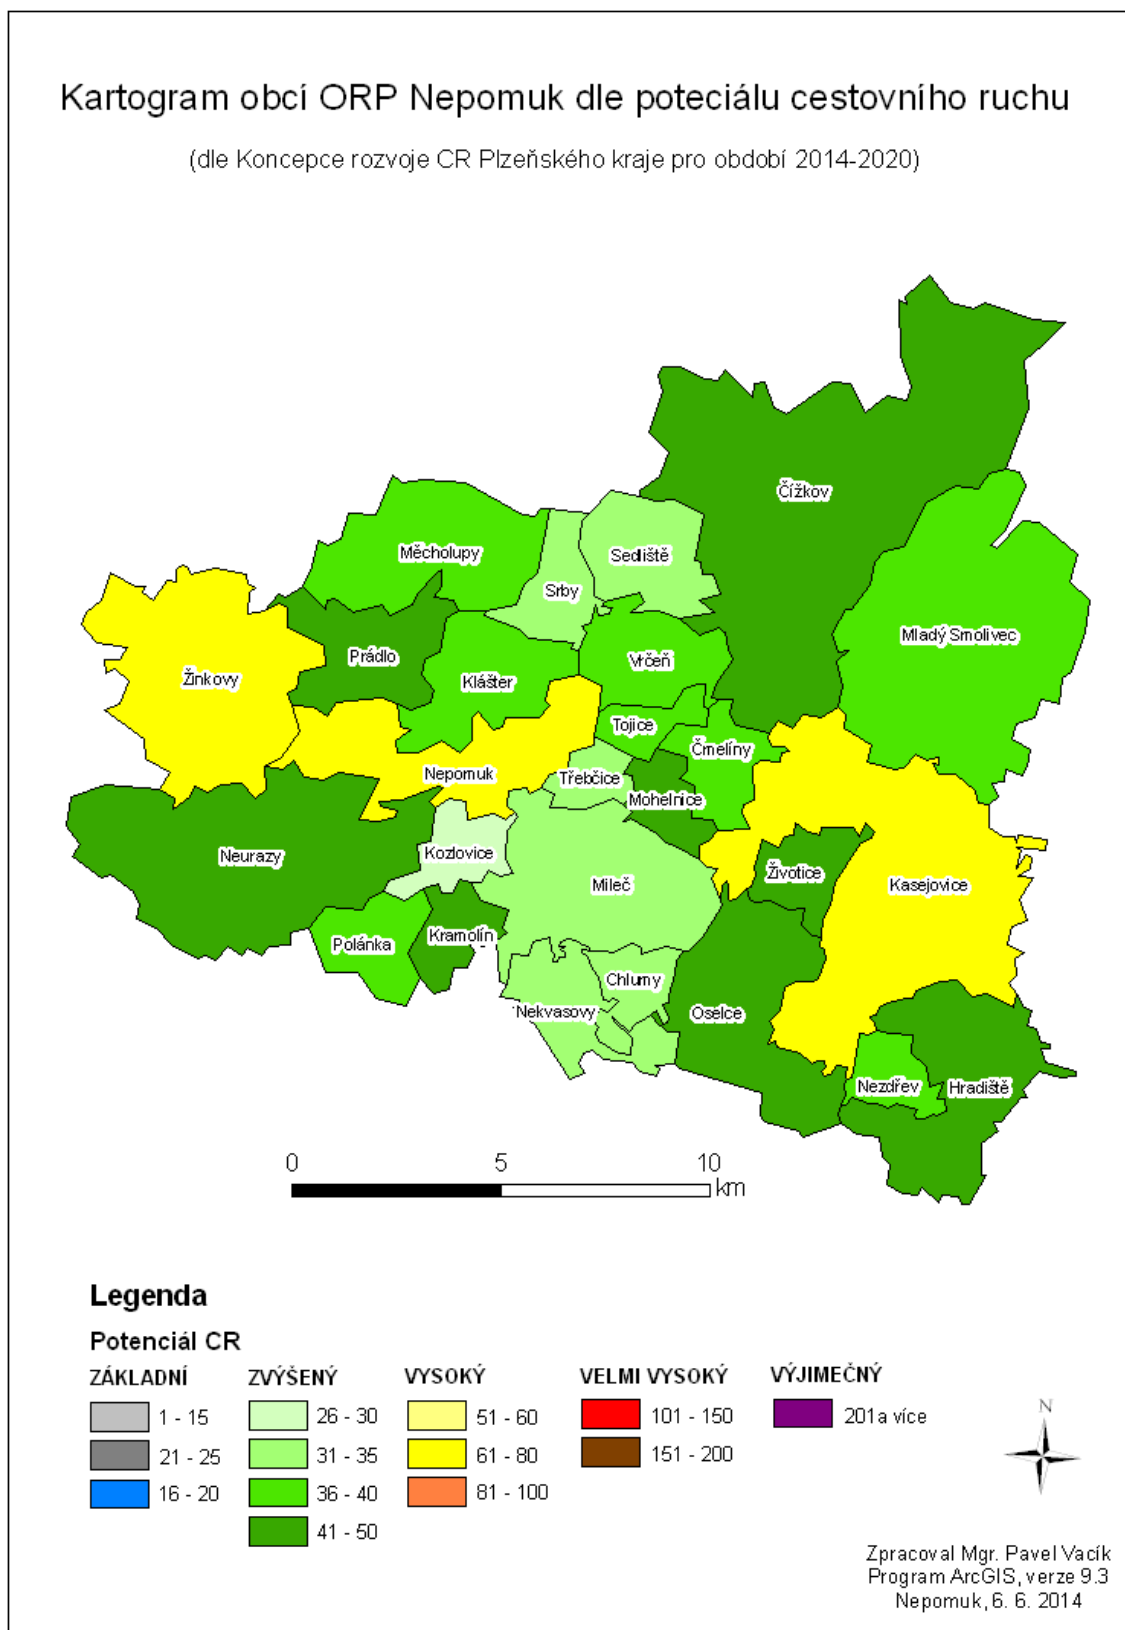 Kartogram obcí ORP Nepomuk dle poteciálu cestovního ruchu
(dle Koncepce rozvoje CR Plzeňského kraje pro období 2014-2020)
Čížkov
Měcholupy
Sedliště
Srby
Mladý Smolivec
Prádlo
Vrčeň
Žinkovy
Klášter
Tojice
Čmelíny
Nepomuk
Třebčice
Mohelnice
Neurazy
Kozlovice
Životice
Mileč
Kasejovice
Polánka
Kramolín
Chlumy
Nekvasovy
Oselce
Nezdřev
Hradiště
0 5 10
km
Legenda
Potenciál CR
ZÁKLADNÍ
1 - 15
21 - 25
16 - 20
ZVÝŠENÝ
26 - 30
31 - 35
36 - 40
41 - 50
VYSOKÝ
51 - 60
61 - 80
81 - 100
VELMI VYSOKÝ
101 - 150
151 - 200
VÝJIMEČNÝ
201a více
N
Zpracoval Mgr. Pavel Vacík
Program ArcGIS, verze 9.3
Nepomuk, 6. 6. 2014